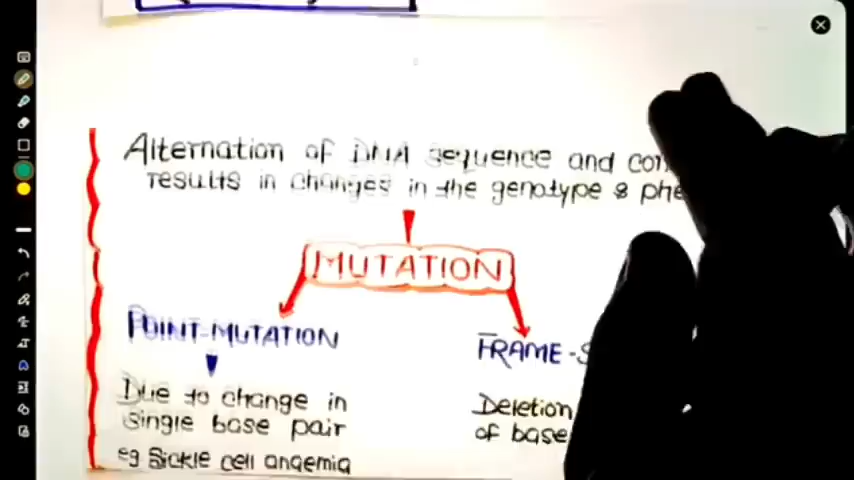 Alternation of DNA sequence and con
results in changes in the genotype & phe
MUTATION
POINT-MUTATION
FRAME-S
Due to change in
single base pair
eg Sickle cell anaemia
Deletion
of base